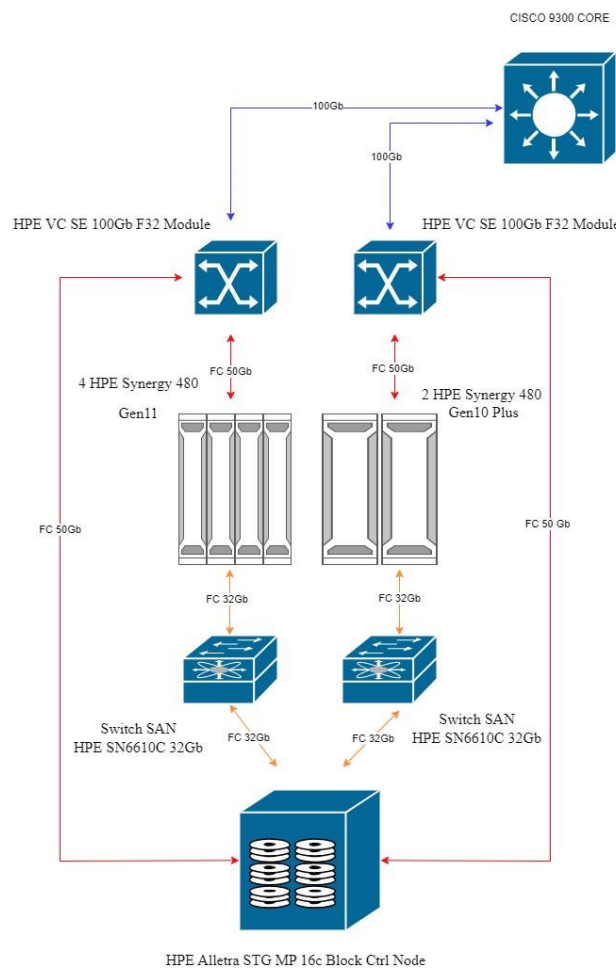 CISCO 9300 CORE
100Gb
100Gb
HPE VC SE 100Gb F32 Module
HPE VC SE 100Gb F32 Module
FC 50Gb
FC 50Gb
4 HPE Synergy 480
Gen11
2 HPE Synergy 480
Gen10 Plus
FC 50Gb
FC 50 Gb
FC 32Gb
FC 32Gb
Switch SAN
HPE SN6610C 32Gb
Switch SAN
HPE SN6610C 32Gb
FC 32Gb
FC 32Gb
HPE Alletra STG MP 16c Block Ctrl Node